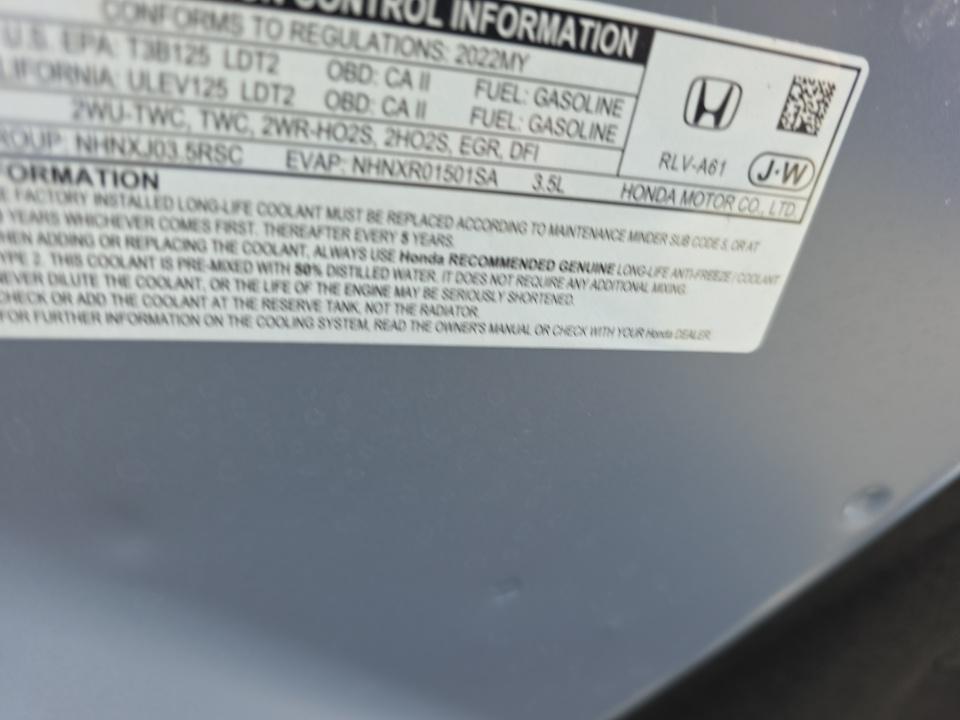 CONTROL INFORMATION
CONFORMS TO REGULATIONS: 2022MY
U.S. EPA: T3B125 LDT2 OBD: CA II FUEL: GASOLINE
ULEV125 LDT2 OBD: CA II FUEL: GASOLINE
2WU-TWC, TWC, 2WR-HO2S, 2HO2S, EGR, DFI
NHNXJ03.5RSC EVAP: NHNXR01501SA 3.5L
RLV-A61
J·W
HONDA MOTOR CO., LTD.
FACTORY INSTALLED LONG-LIFE COOLANT MUST BE REPLACED ACCORDING TO MAINTENANCE MINDER SUB CODE 5, OR AT
YEARS WHICHEVER COMES FIRST. THEREAFTER EVERY 5 YEARS.
ADDING OR REPLACING THE COOLANT, ALWAYS USE Honda RECOMMENDED GENUINE LONG-LIFE ANTI-FREEZE / COOLANT
2. THIS COOLANT IS PRE-MIXED WITH 50% DISTILLED WATER. IT DOES NOT REQUIRE ANY ADDITIONAL MIXING.
DILUTE THE COOLANT, OR THE LIFE OF THE ENGINE MAY BE SERIOUSLY SHORTENED.
CHECK OR ADD THE COOLANT AT THE RESERVE TANK, NOT THE RADIATOR.
FOR FURTHER INFORMATION ON THE COOLING SYSTEM, READ THE OWNER'S MANUAL OR CHECK WITH YOUR Honda DEALER.